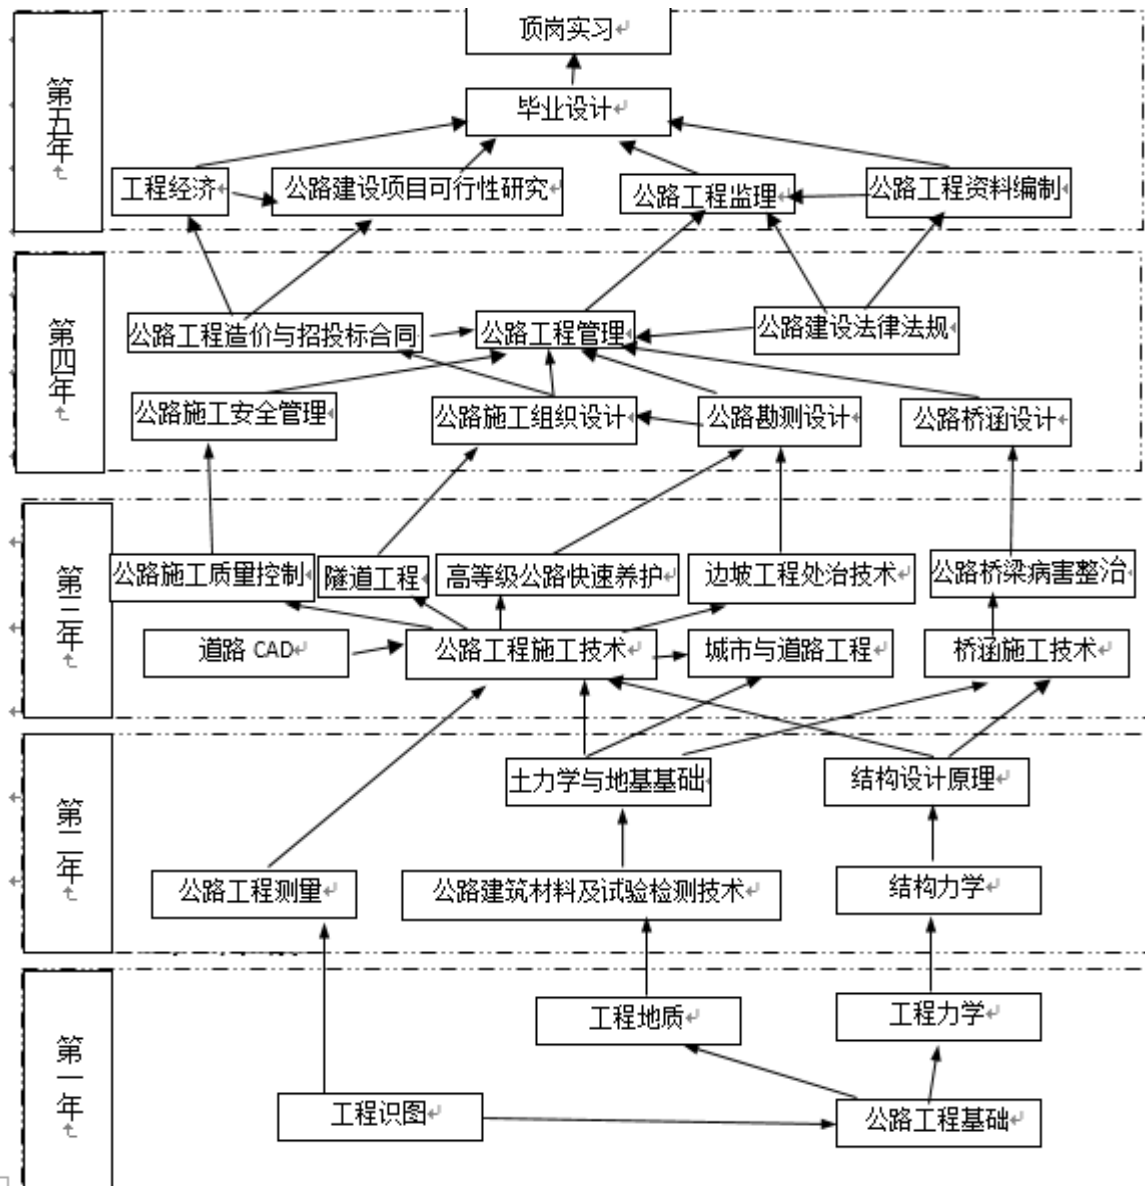 顶岗实习
第五年
毕业设计
工程经济
公路建设项目可行性研究
公路工程监理
公路工程资料编制
第四年
公路工程造价与招投标合同
公路工程管理
公路建设法律法规
公路施工安全管理
公路施工组织设计
公路勘测设计
公路桥涵设计
第三年
公路施工质量控制
隧道工程
高等级公路快速养护
边坡工程处治技术
公路桥梁病害整治
道路 CAD
公路工程施工技术
城市与道路工程
桥涵施工技术
第二年
土力学与地基基础
结构设计原理
公路工程测量
公路建筑材料及试验检测技术
结构力学
第一年
工程地质
工程力学
工程识图
公路工程基础